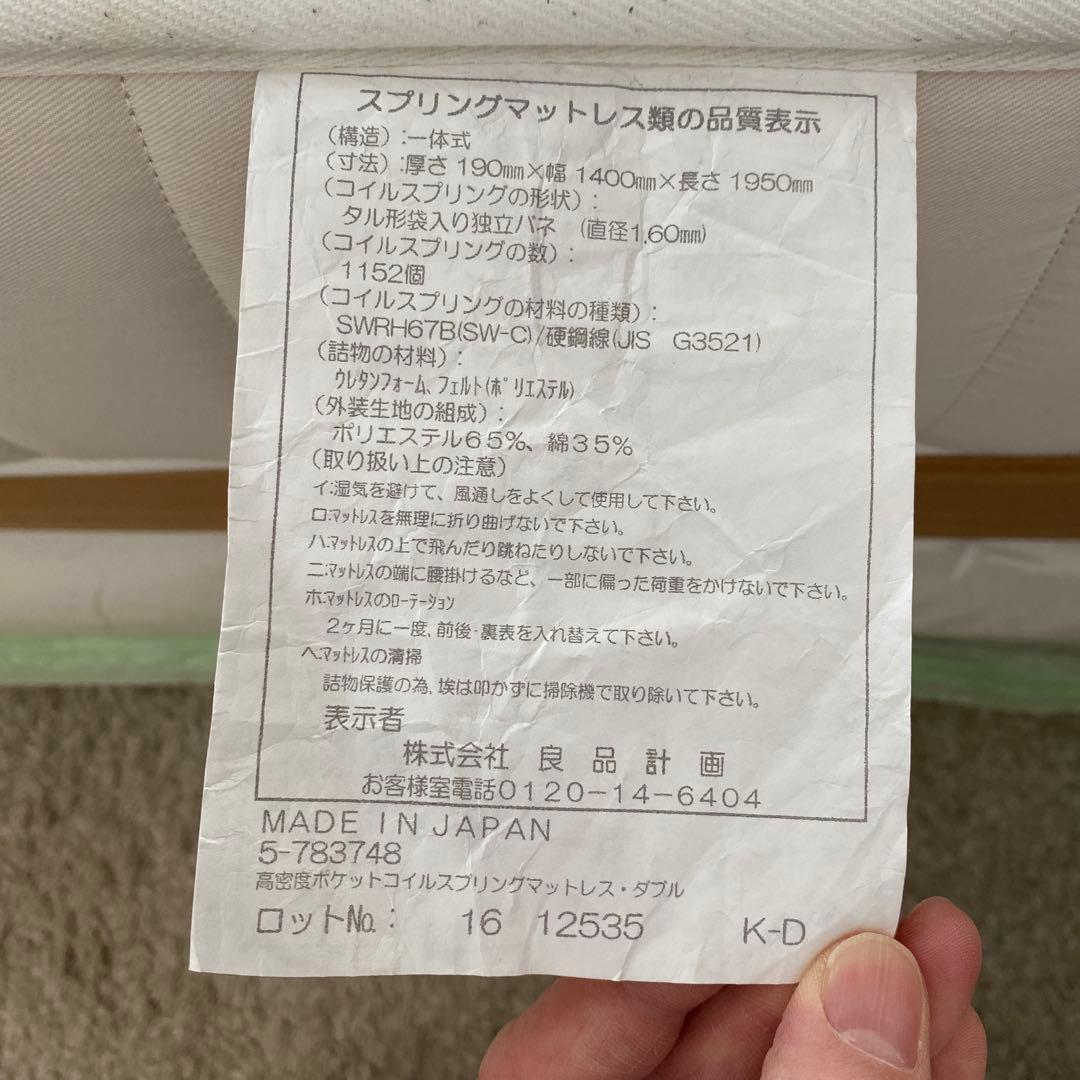 スプリングマットレス類の品質表示
(構造):一体式
(寸法):厚さ 190㎜×幅 1400㎜×長さ 1950㎜
(コイルスプリングの形状):
タル形袋入り独立バネ (直径1.60㎜)
(コイルスプリングの数):
1152個
(コイルスプリングの材料の種類):
SWRH67B(SW-C)/硬鋼線(JIS G3521)
(詰物の材料):
ウレタンフォーム、フェルト(ポリエステル)
(外装生地の組成):
ポリエステル65%、綿35%
(取り扱い上の注意)
イ:湿気を避けて、風通しをよくして使用して下さい。
ロ:マットレスを無理に折り曲げないで下さい。
ハ:マットレスの上で飛んだり跳ねたりしないで下さい。
ニ:マットレスの端に腰掛けるなど、一部に偏った荷重をかけないで下さい。
ホ:マットレスのローテーション
2ヶ月に一度、前後・裏表を入れ替えて下さい。
ヘ:マットレスの清掃
詰物保護の為、埃は叩かずに掃除機で取り除いて下さい。
表示者
株式会社 良品計画
お客様室電話0120-14-6404
MADE IN JAPAN
5-783748
高密度ポケットコイルスプリングマットレス・ダブル
ロット№: 16 12535 K-D